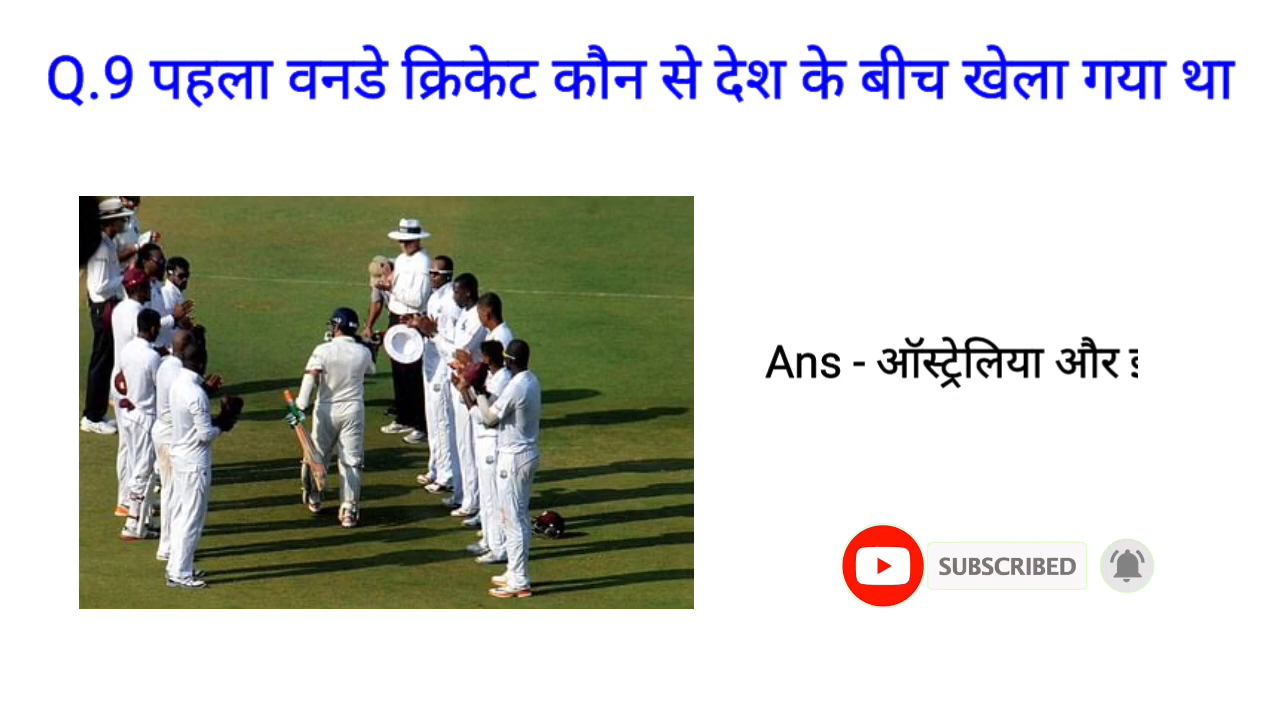 Q.9 पहला वनडे क्रिकेट कौन से देश के बीच खेला गया था
Ans - ऑस्ट्रेलिया और
SUBSCRIBED